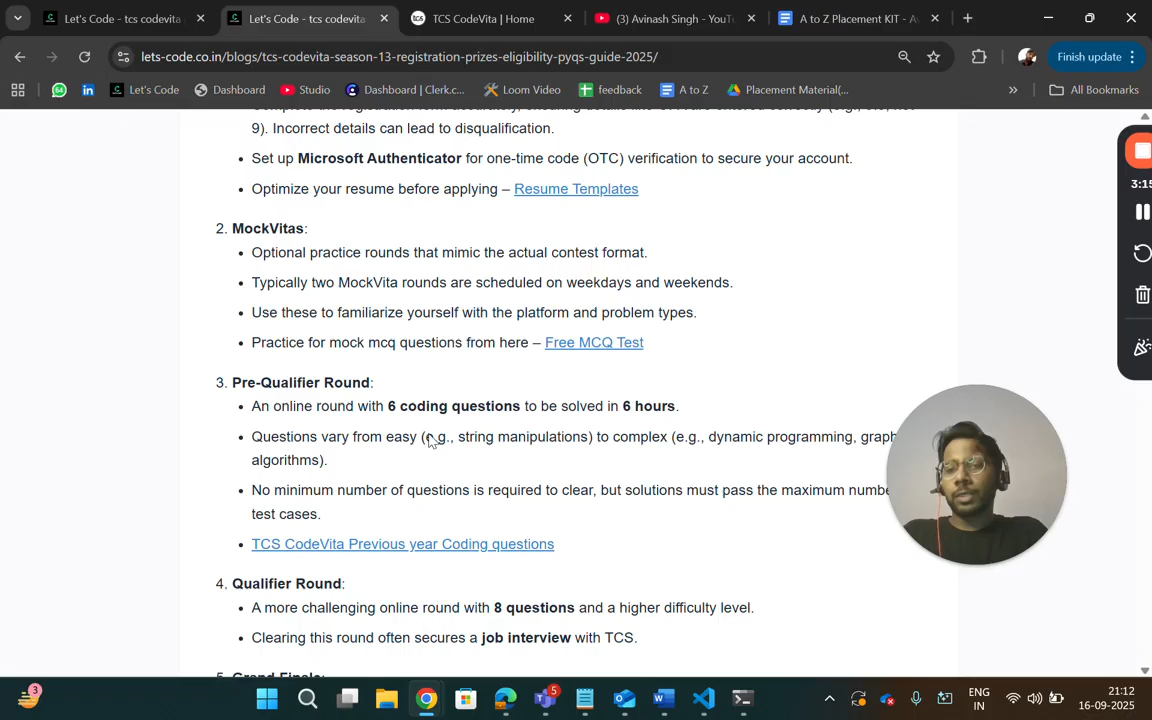 Let's Code - tcs codevita
Let's Code - tcs codevita
tcs
TCS CodeVita | Home
(3) Avinash Singh - YouT
A to Z Placement KIT - A
lets-code.co.in/blogs/tcs-codevita-season-13-registration-prizes-eligibility-pyqs-guide-2025/
Finish update
Let's Code
Dashboard
Studio
Dashboard | Clerk.c...
Loom Video
feedback
A to Z
Placement Material(...
»
All Bookmarks
9). Incorrect details can lead to disqualification.
• Set up Microsoft Authenticator for one-time code (OTC) verification to secure your account.
• Optimize your resume before applying – Resume Templates
2. MockVitas:
• Optional practice rounds that mimic the actual contest format.
• Typically two MockVita rounds are scheduled on weekdays and weekends.
• Use these to familiarize yourself with the platform and problem types.
• Practice for mock mcq questions from here – Free MCQ Test
3. Pre-Qualifier Round:
• An online round with 6 coding questions to be solved in 6 hours.
• Questions vary from easy (e.g., string manipulations) to complex (e.g., dynamic programming, graph
algorithms).
• No minimum number of questions is required to clear, but solutions must pass the maximum numbe
test cases.
• TCS CodeVita Previous year Coding questions
4. Qualifier Round:
• A more challenging online round with 8 questions and a higher difficulty level.
• Clearing this round often secures a job interview with TCS.
5. Grand Finale:
3:15
3
5
ENG
IN
21:12
16-09-2025